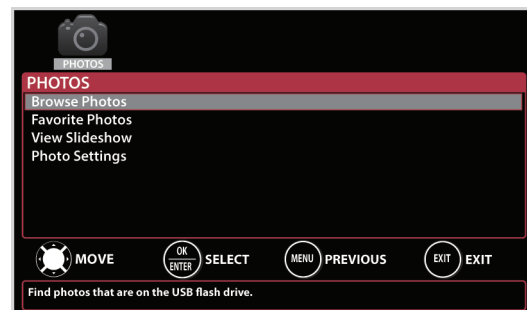 PHOTOS
PHOTOS
Browse Photos
Favorite Photos
View Slideshow
Photo Settings
MOVE OK ENTER SELECT MENU PREVIOUS EXIT EXIT
Find photos that are on the USB flash drive.